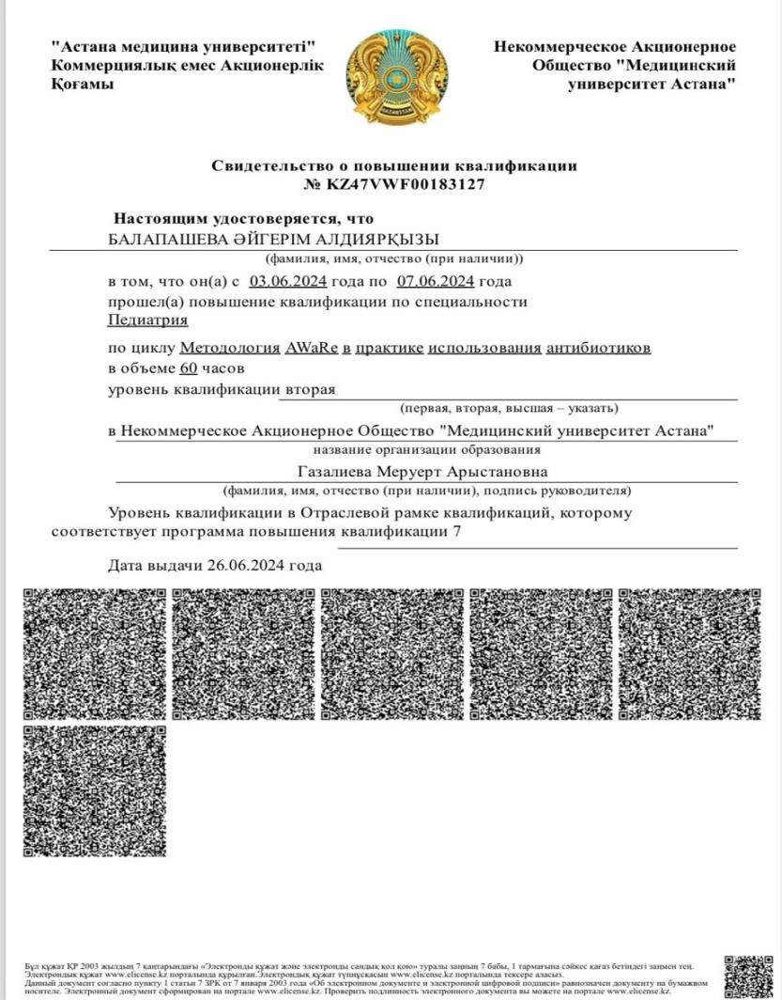 "Астана медицина университеті"
Коммерциялық емес Акционерлік
Қоғамы
Некоммерческое Акционерное
Общество "Медицинский
университет Астана"
ҚAZAQSTAN
Свидетельство о повышении квалификации
№ KZ47VWF00183127
Настоящим удостоверяется, что
БАЛАПАШЕВА ӘЙГЕРІМ АЛДИЯРҚЫЗЫ
(фамилия, имя, отчество (при наличии))
в том, что он(а) с 03.06.2024 года по 07.06.2024 года
прошел(а) повышение квалификации по специальности
Педиатрия
по циклу Методология AWaRe в практике использования антибиотиков
в объеме 60 часов
уровень квалификации вторая
(первая, вторая, высшая – указать)
в Некоммерческое Акционерное Общество "Медицинский университет Астана"
название организации образования
Газалиева Меруерт Арыстановна
(фамилия, имя, отчество (при наличии), подпись руководителя)
Уровень квалификации в Отраслевой рамке квалификаций, которому
соответствует программа повышения квалификации 7
Дата выдачи 26.06.2024 года
Бұл құжат ҚР 2003 жылдың 7 қаңтарындағы «Электронды құжат және электронды сандық қол қою» туралы заңның 7 бабы, 1 тармағына сәйкес қағаз бетіндегі заңмен тең.
Электрондық құжат www.elicense.kz порталында құрылған.Электрондық құжат түпнұсқасын www.elicense.kz порталында тексере аласыз.
Данный документ согласно пункту 1 статьи 7 ЗРК от 7 января 2003 года «Об электронном документе и электронной цифровой подписи» равнозначен документу на бумажном
носителе. Электронный документ сформирован на портале www.elicense.kz. Проверить подлинность электронного документа вы можете на портале www.elicense.kz.